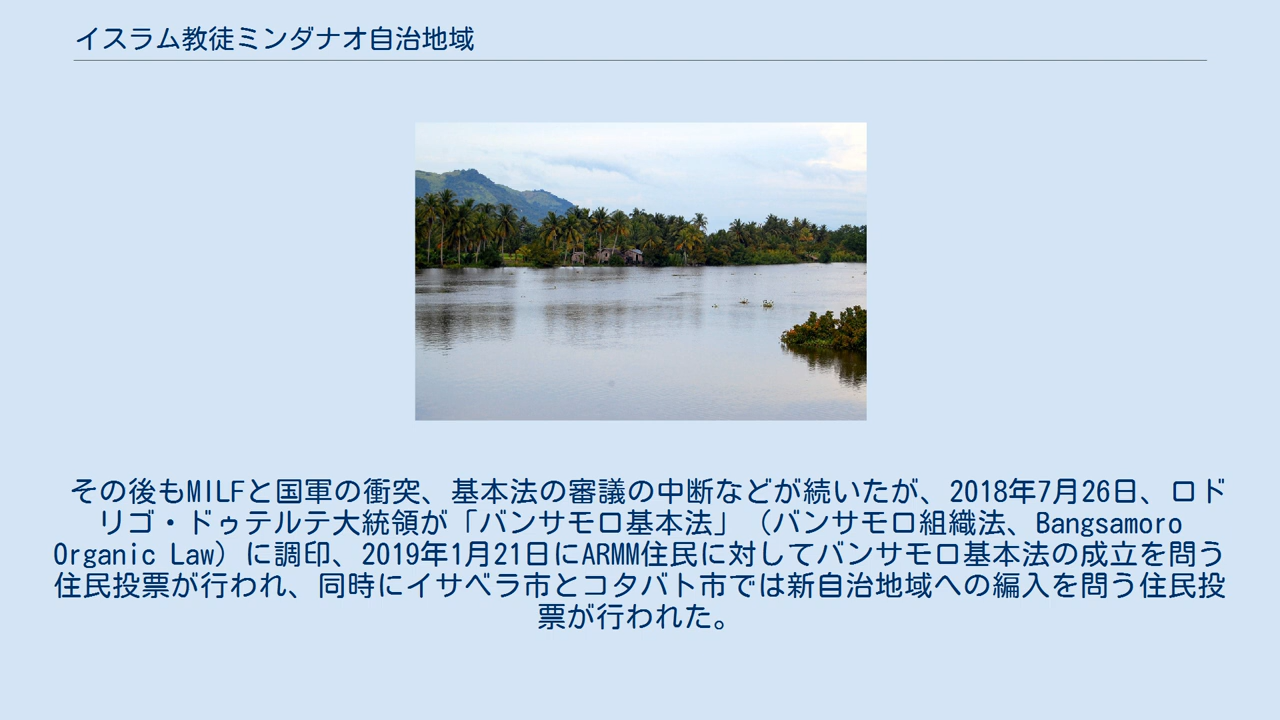 イスラム教徒ミンダナオ自治地域
その後もMILFと国軍の衝突、基本法の審議の中断などが続いたが、2018年7月26日、ロド
リゴ・ドゥテルテ大統領が「バンサモロ基本法」（バンサモロ組織法、Bangsamoro
Organic Law）に調印、2019年1月21日にARMM住民に対してバンサモロ基本法の成立を問う
住民投票が行われ、同時にイサベラ市とコタバト市では新自治地域への編入を問う住民投
票が行われた。